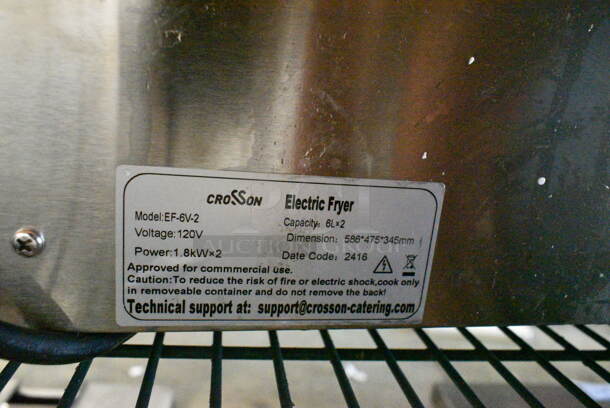 CROSSON Electric Fryer
Model:EF-6V-2 Capacity: 6L×2
Voltage:120V Dimension: 586*475*345mm
Power:1.8kW×2 Date Code: 2416
Approved for commmercial use.
Caution:To reduce the risk of fire or electric shock,cook only
in removeable container and do not remove the back!
Technical support at: support@crosson-catering.com